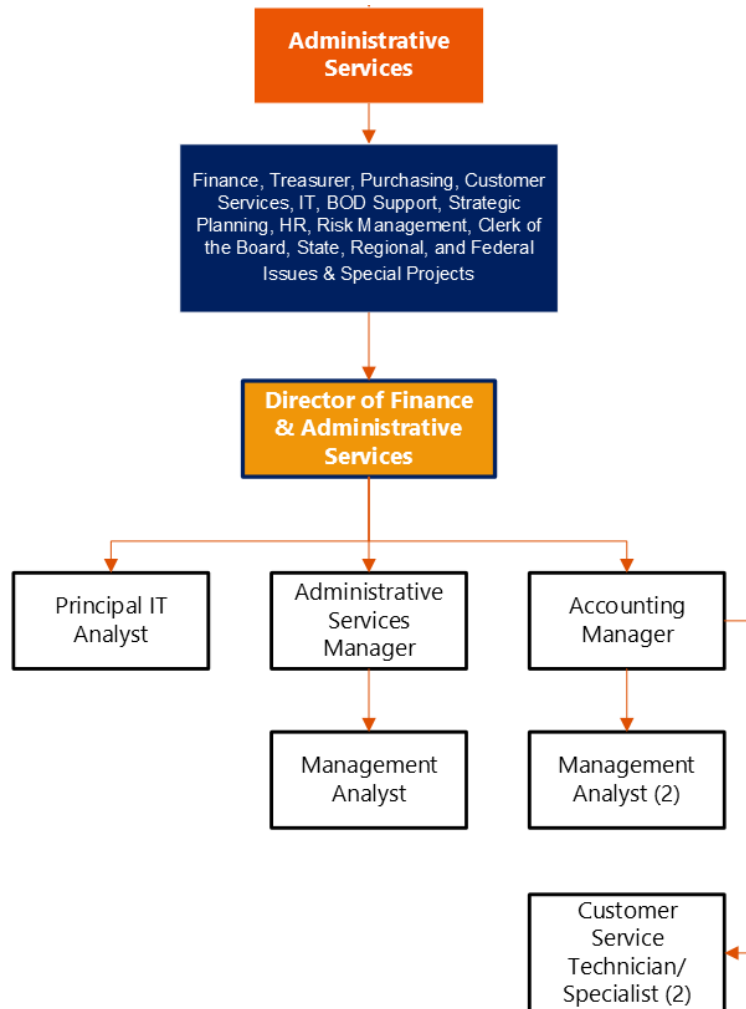 Administrative
Services
Finance, Treasurer, Purchasing, Customer
Services, IT, BOD Support, Strategic
Planning, HR, Risk Management, Clerk of
the Board, State, Regional, and Federal
Issues & Special Projects
Director of Finance
& Administrative
Services
Principal IT
Analyst
Administrative
Services
Manager
Accounting
Manager
Management
Analyst
Management
Analyst (2)
Customer
Service
Technician/
Specialist (2)